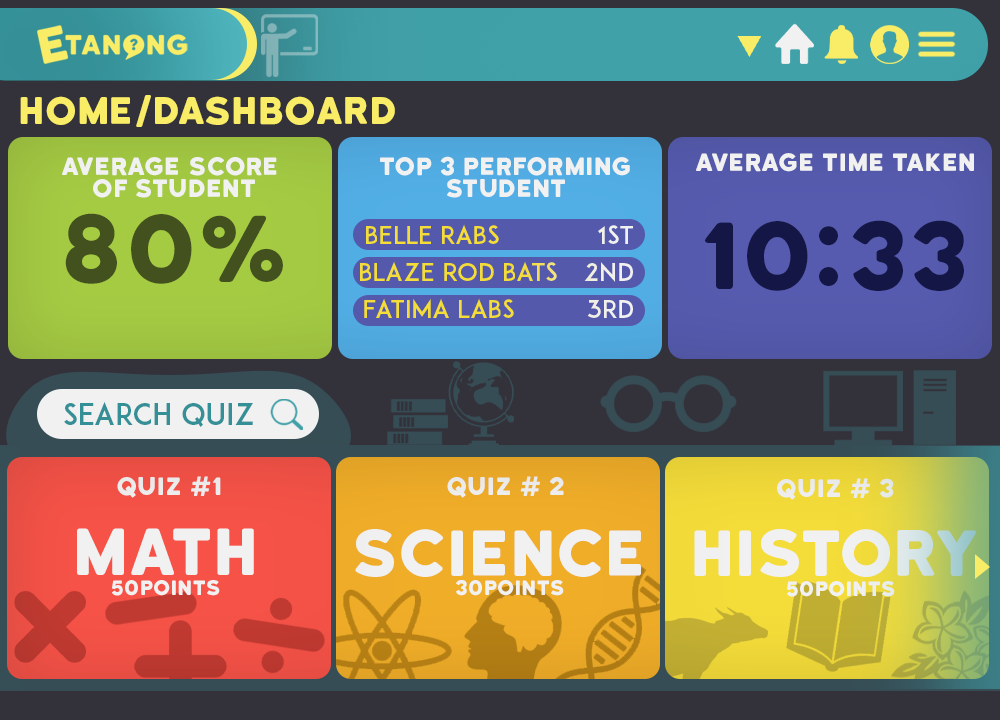 ETANONG
HOME/DASHBOARD
AVERAGE SCORE
OF STUDENT
80%
TOP 3 PERFORMING
STUDENT
BELLE RABS 1ST
BLAZE ROD BATS 2ND
FATIMA LABS 3RD
AVERAGE TIME TAKEN
10:33
SEARCH QUIZ
QUIZ #1
MATH
50POINTS
QUIZ # 2
SCIENCE
30POINTS
QUIZ # 3
HISTORY
50POINTS